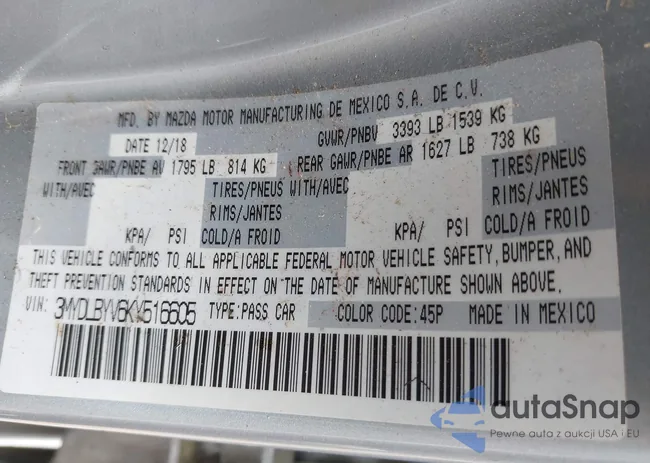 MFD. BY MAZDA MOTOR MANUFACTURING DE MEXICO S.A. DE C.V.
DATE 12/18 GVWR/PNBV 3393 LB 1539 KG
FRONT GAWR/PNBE AV 1795 LB 814 KG REAR GAWR/PNBE AR 1627 LB 738 KG
WITH/AVEC TIRES/PNEUS WITH/AVEC TIRES/PNEUS
RIMS/JANTES RIMS/JANTES
KPA/ PSI COLD/A FROID KPA/ PSI COLD/A FROID
THIS VEHICLE CONFORMS TO ALL APPLICABLE FEDERAL MOTOR VEHICLE SAFETY, BUMPER, AND
THEFT PREVENTION STANDARDS IN EFFECT ON THE DATE OF MANUFACTURE SHOWN ABOVE.
VIN: 3MYDLBYV6KY516605 TYPE: PASS CAR COLOR CODE: 45P MADE IN MEXICO
autaSnap
Pewne auta z aukcji USA i EU